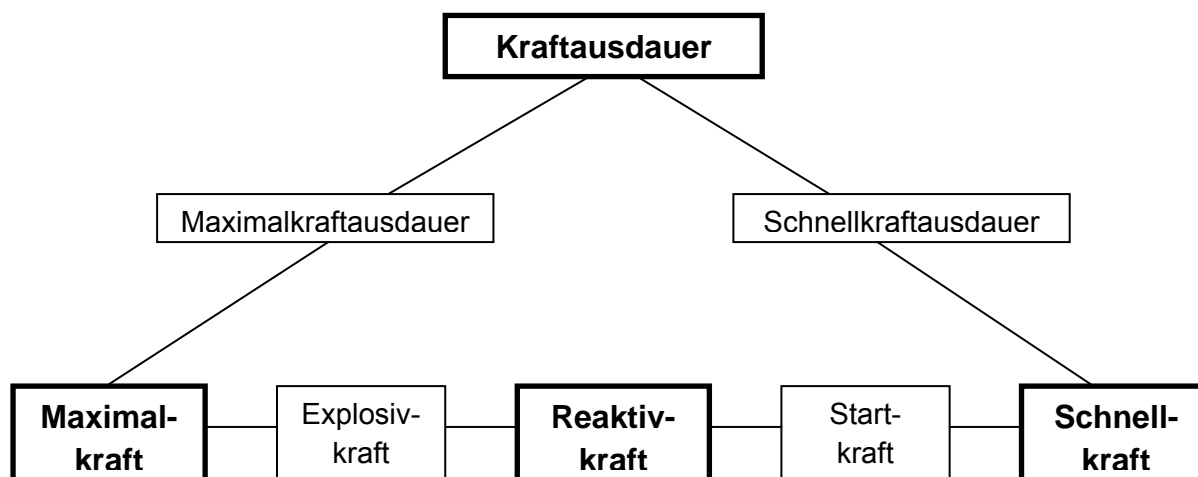 Kraftausdauer
Maximalkraftausdauer
Schnellkraftausdauer
Maximal-
kraft
Explosiv-
kraft
Reaktiv-
kraft
Start-
kraft
Schnell-
kraft